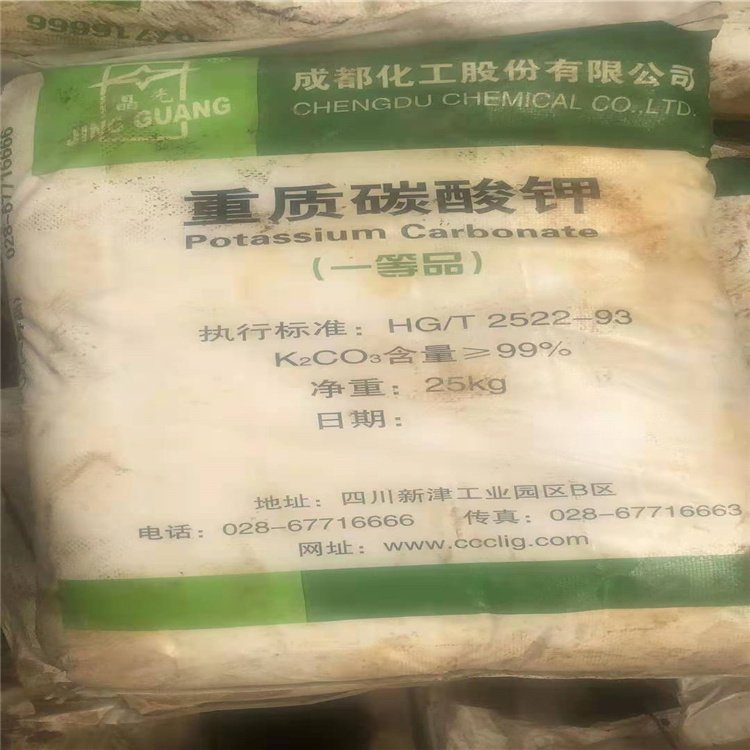 晶光
JING GUANG
成都化工股份有限公司
CHENGDU CHEMICAL CO.,LTD.
重质碳酸钾
Potassium Carbonate
(一等品)
执行标准：HG/T 2522-93
K₂CO₃含量≥99%
净重：25kg
日期：
地址：四川新津工业园区B区
电话：028-67716666 传真：028-67716663
网址：www.ccclig.com
028-67716666